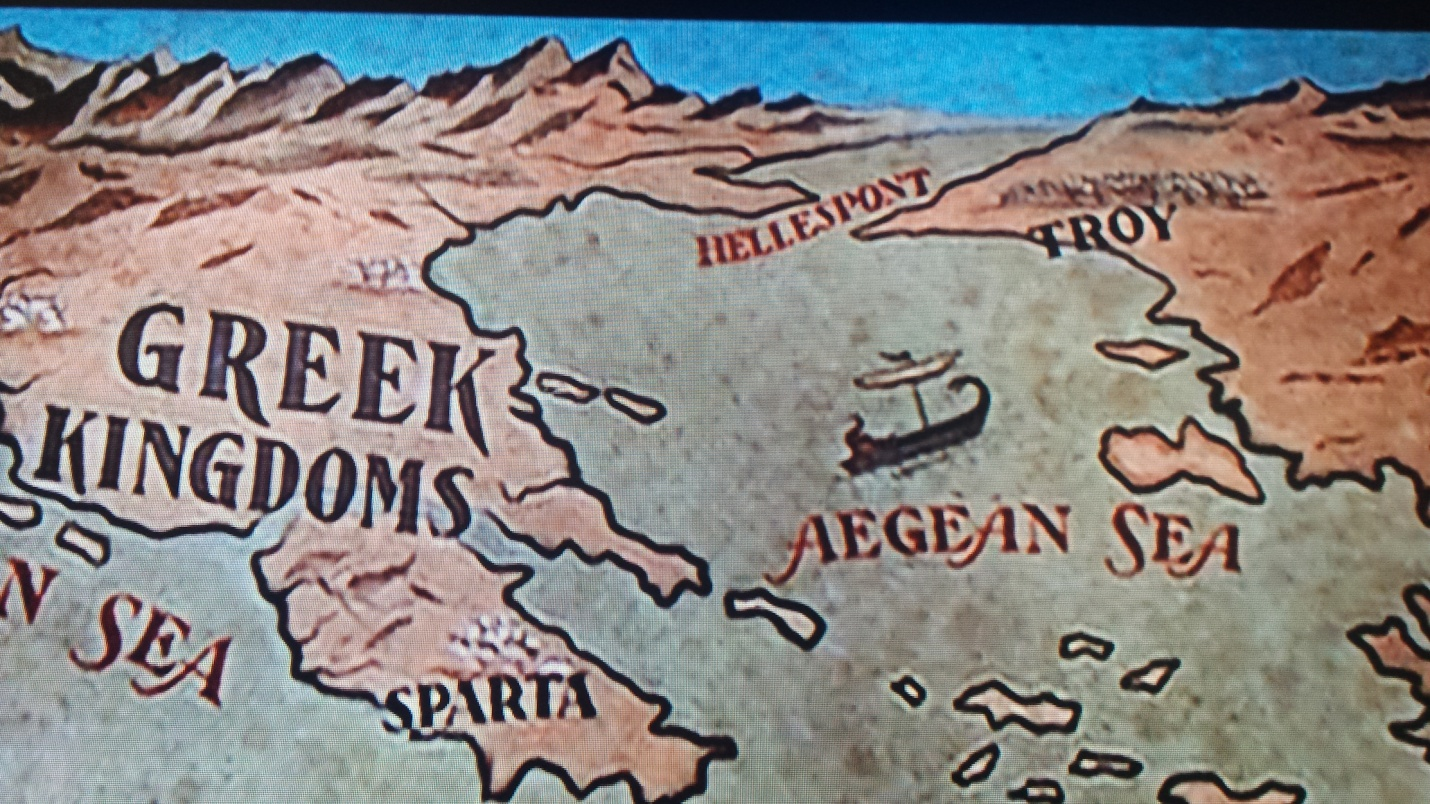 HELLESPONT
TROY
GREEK
KINGDOMS
AEGEAN SEA
N SEA
SPARTA